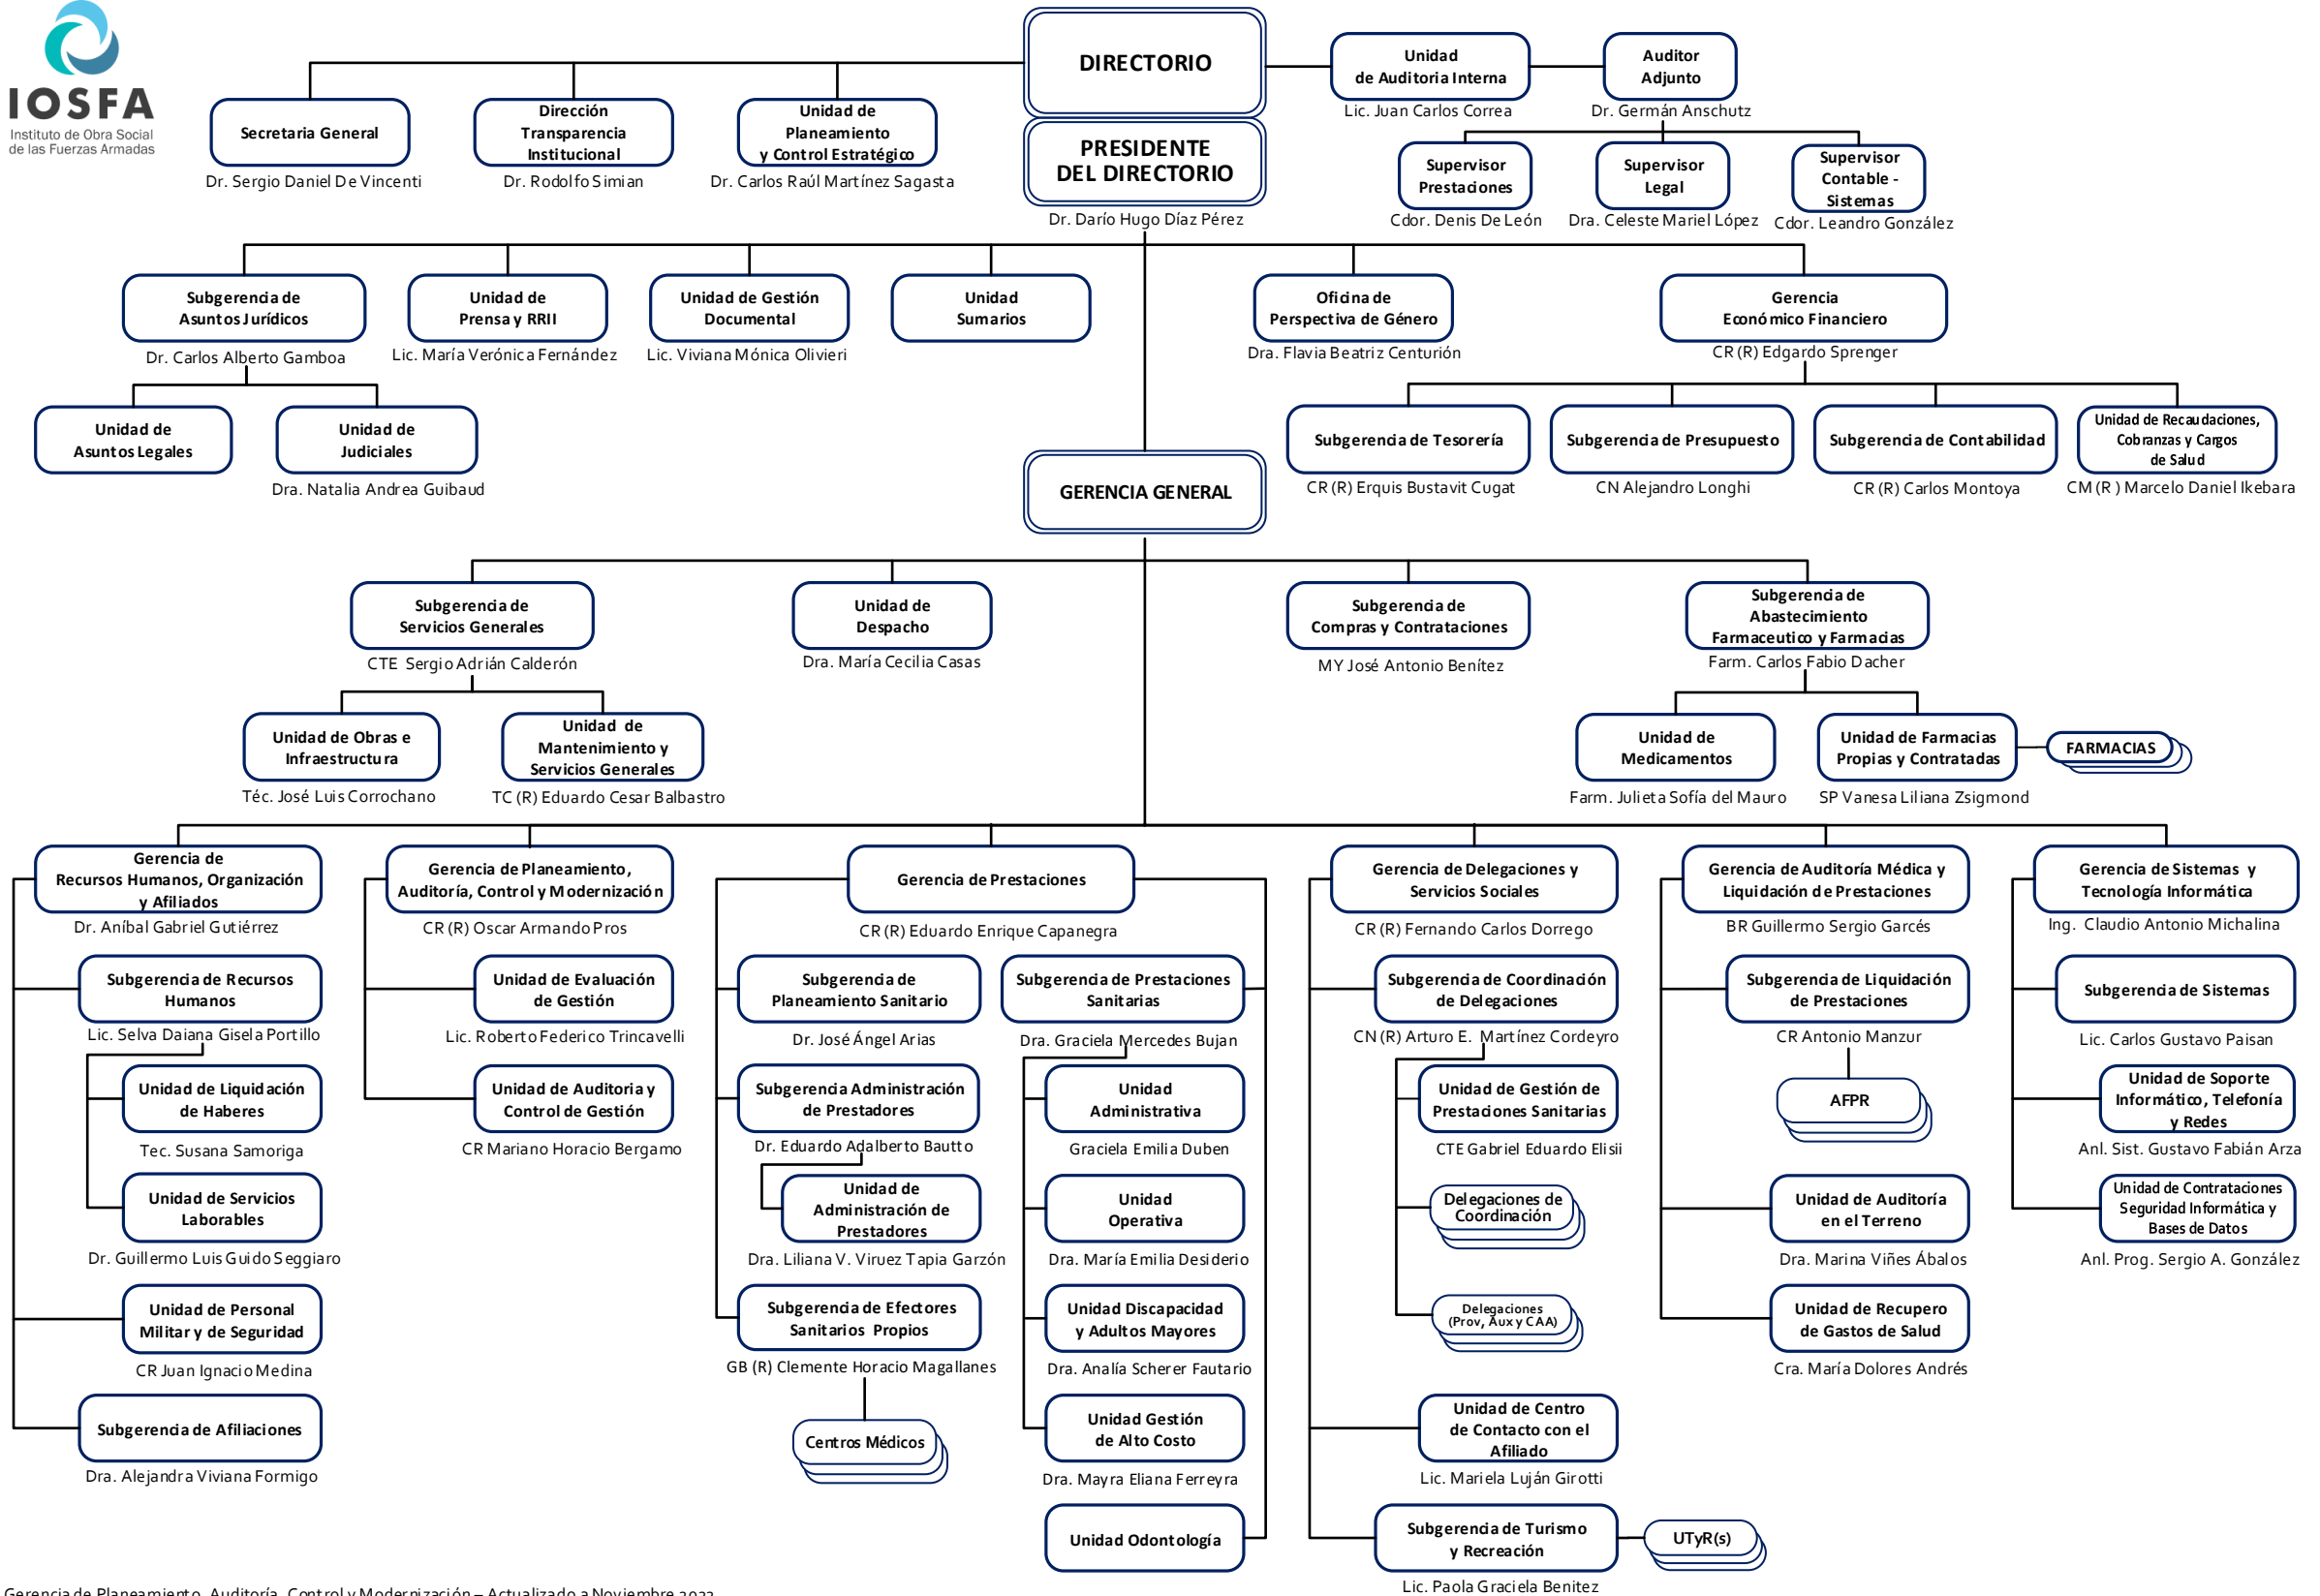 IOSFA
Instituto de Obra Social
de las Fuerzas Armadas
DIRECTORIO
PRESIDENTE
DEL DIRECTORIO
Dr. Darío Hugo Díaz Pérez
Unidad
de Auditoria Interna
Lic. Juan Carlos Correa
Auditor
Adjunto
Dr. Germán Anschutz
Secretaria General
Dr. Sergio Daniel De Vincenti
Dirección
Transparencia
Institucional
Dr. Rodolfo Simian
Unidad de
Planeamiento
y Control Estratégico
Dr. Carlos Raúl Martínez Sagasta
Supervisor
Prestaciones
Cdor. Denis De León
Supervisor
Legal
Dra. Celeste Mariel López
Supervisor
Contable -
Sistemas
Cdor. Leandro González
Subgerencia de
Asuntos Jurídicos
Dr. Carlos Alberto Gamboa
Unidad de
Prensa y RRII
Lic. María Verónica Fernández
Unidad de Gestión
Documental
Lic. Viviana Mónica Olivieri
Unidad
Sumarios
Oficina de
Perspectiva de Género
Dra. Flavia Beatriz Centurión
Gerencia
Económico Financiero
CR (R) Edgardo Sprenger
Unidad de
Asuntos Legales
Unidad de
Judiciales
Dra. Natalia Andrea Guibaud
Subgerencia de Tesorería
CR (R) Erquis Bustavit Cugat
Subgerencia de Presupuesto
CN Alejandro Longhi
Subgerencia de Contabilidad
CR (R) Carlos Montoya
Unidad de Recaudaciones,
Cobranzas y Cargos
de Salud
CM (R ) Marcelo Daniel Ikebara
GERENCIA GENERAL
Subgerencia de
Servicios Generales
CTE Sergio Adrián Calderón
Unidad de
Despacho
Dra. María Cecilia Casas
Subgerencia de
Compras y Contrataciones
MY José Antonio Benítez
Subgerencia de
Abastecimiento
Farmaceutico y Farmacias
Farm. Carlos Fabio Dacher
Unidad de Obras e
Infraestructura
Téc. José Luis Corrochano
Unidad de
Mantenimiento y
Servicios Generales
TC (R) Eduardo Cesar Balbastro
Unidad de
Medicamentos
Farm. Julieta Sofía del Mauro
Unidad de Farmacias
Propias y Contratadas
SP Vanesa Liliana Zsigmond
FARMACIAS
Gerencia de
Recursos Humanos, Organización
y Afiliados
Dr. Aníbal Gabriel Gutiérrez
Subgerencia de Recursos
Humanos
Lic. Selva Daiana Gisela Portillo
Unidad de Liquidación
de Haberes
Tec. Susana Samoriga
Unidad de Servicios
Laborables
Dr. Guillermo Luis Guido Seggiaro
Unidad de Personal
Militar y de Seguridad
CR Juan Ignacio Medina
Subgerencia de Afiliaciones
Dra. Alejandra Viviana Formigo
Gerencia de Planeamiento,
Auditoría, Control y Modernización
CR (R) Oscar Armando Pros
Unidad de Evaluación
de Gestión
Lic. Roberto Federico Trincavelli
Unidad de Auditoria y
Control de Gestión
CR Mariano Horacio Bergamo
Gerencia de Prestaciones
CR (R) Eduardo Enrique Capanegra
Subgerencia de
Planeamiento Sanitario
Dr. José Ángel Arias
Subgerencia Administración
de Prestadores
Dr. Eduardo Adalberto Bautto
Unidad de
Administración de
Prestadores
Dra. Liliana V. Viruez Tapia Garzón
Subgerencia de Efectores
Sanitarios Propios
GB (R) Clemente Horacio Magallanes
Centros Médicos
Subgerencia de Prestaciones
Sanitarias
Dra. Graciela Mercedes Bujan
Unidad
Administrativa
Graciela Emilia Duben
Unidad
Operativa
Dra. María Emilia Desiderio
Unidad Discapacidad
y Adultos Mayores
Dra. Analía Scherer Fautario
Unidad Gestión
de Alto Costo
Dra. Mayra Eliana Ferreyra
Unidad Odontología
Gerencia de Delegaciones y
Servicios Sociales
CR (R) Fernando Carlos Dorrego
Subgerencia de Coordinación
de Delegaciones
CN (R) Arturo E. Martínez Cordeyro
Unidad de Gestión de
Prestaciones Sanitarias
CTE Gabriel Eduardo Elisii
Delegaciones de
Coordinación
Delegaciones
(Prov, Aux y CAA)
Unidad de Centro
de Contacto con el
Afiliado
Lic. Mariela Luján Girotti
Subgerencia de Turismo
y Recreación
Lic. Paola Graciela Benitez
UTyR(s)
Gerencia de Auditoría Médica y
Liquidación de Prestaciones
BR Guillermo Sergio Garcés
Subgerencia de Liquidación
de Prestaciones
CR Antonio Manzur
AFPR
Unidad de Auditoría
en el Terreno
Dra. Marina Viñes Ábalos
Unidad de Recupero
de Gastos de Salud
Cra. María Dolores Andrés
Gerencia de Sistemas y
Tecnología Informática
Ing. Claudio Antonio Michalina
Subgerencia de Sistemas
Lic. Carlos Gustavo Paisan
Unidad de Soporte
Informático, Telefonía
y Redes
Anl. Sist. Gustavo Fabián Arza
Unidad de Contrataciones
Seguridad Informática y
Bases de Datos
Anl. Prog. Sergio A. González
Gerencia de Planeamiento, Auditoría, Control y Modernización – Actualizado a Noviembre